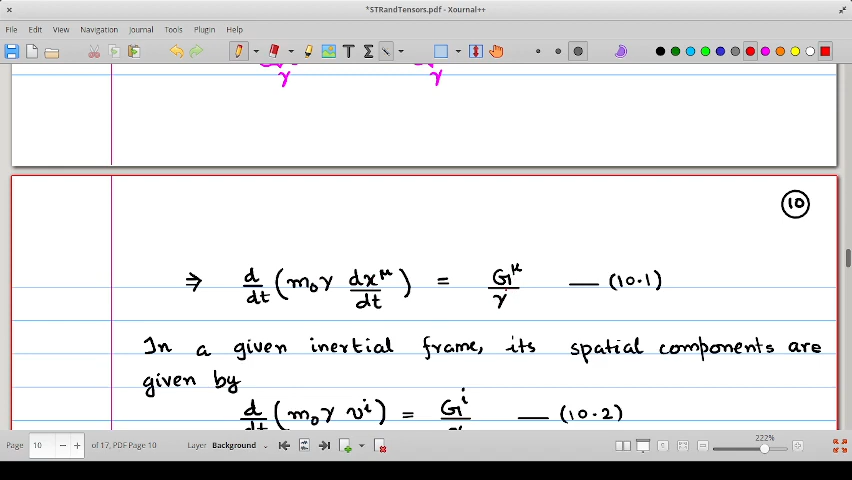 *STRandTensors.pdf - Xournal++
File Edit View Navigation Journal Tools Plugin Help
γ γ
10
⇒ d/dt (m₀γ dx^μ/dt) = G^μ/γ — (10.1)
In a given inertial frame, its spatial components are
given by
d/dt (m₀γ v^i) = G^i/γ — (10.2)
Page 10 of 17, PDF Page 10 Layer Background 222%